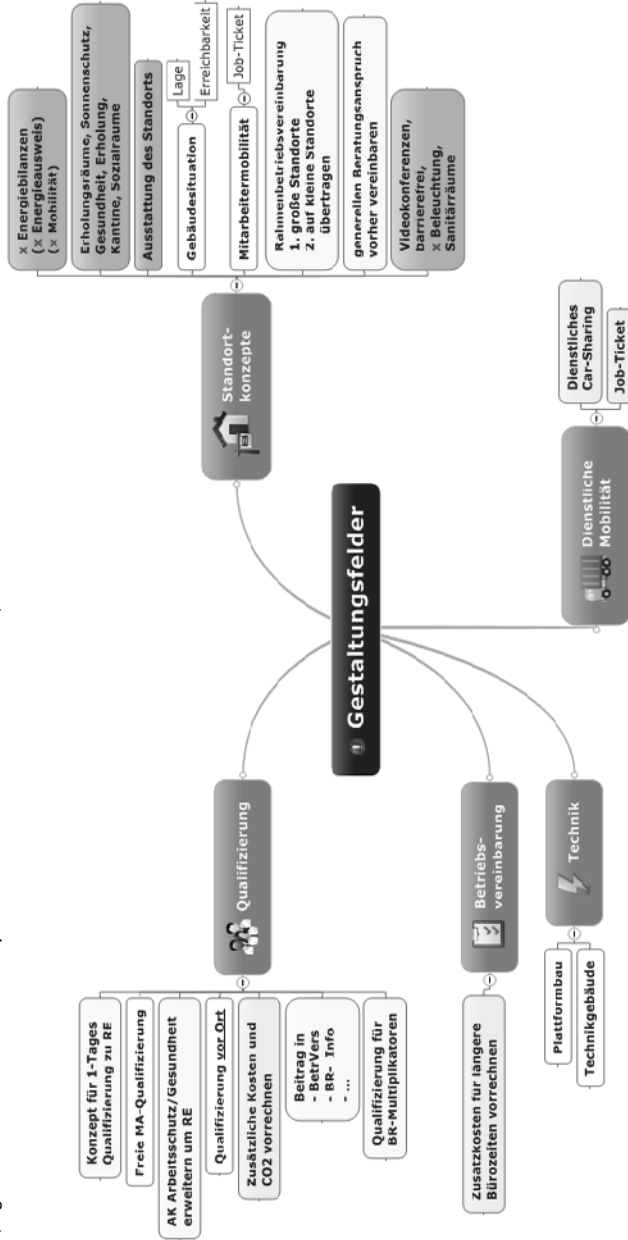 Gestaltungsfelder
Qualifizierung
Konzept für 1-Tages
Qualifizierung zu RE
Freie MA-Qualifizierung
AK Arbeitsschutz/Gesundheit
erweitern um RE
Qualifizierung vor Ort
Zusätzliche Kosten und
CO2 vorrechnen
Beitrag in
- BetrVers
- BR- Info
- ...
Qualifizierung für
BR-Multiplikatoren
Betriebs-
vereinbarung
Zusatzkosten für längere
Bürozeiten vorrechnen
Technik
Plattformbau
Technikgebäude
Standort-
konzepte
x Energiebilanzen
(x Energieausweis)
(x Mobilität)
Erholungsräume, Sonnenschutz,
Gesundheit, Erholung,
Kantine, Sozialräume
Ausstattung des Standorts
Gebäudesituation
Lage
Erreichbarkeit
Mitarbeitermobilität
Job-Ticket
Rahmenbetriebsvereinbarung
1. große Standorte
2. auf kleine Standorte
übertragen
generellen Beratungsanspruch
vorher vereinbaren
Videokonferenzen,
barrierefrei,
x Beleuchtung,
Sanitärräume
Dienstliche
Mobilität
Dienstliches
Car-Sharing
Job-Ticket